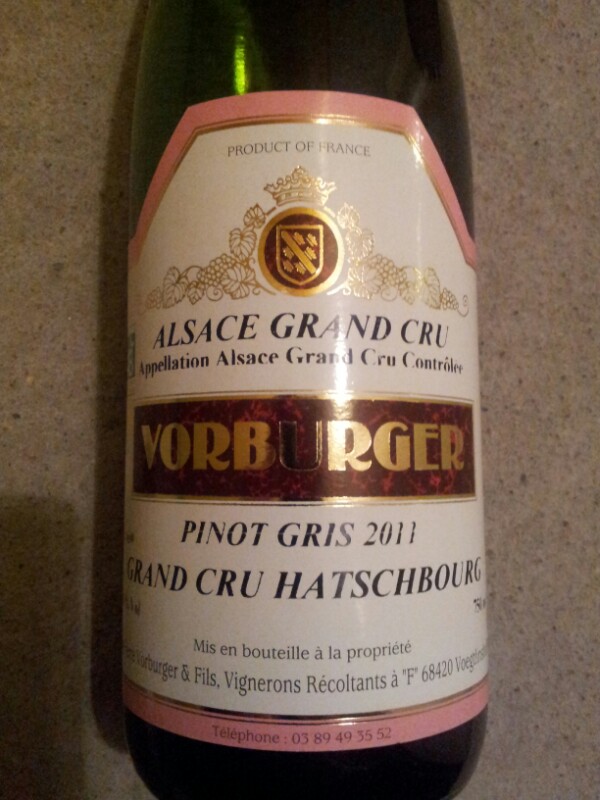 PRODUCT OF FRANCE
ALSACE GRAND CRU
Appellation Alsace Grand Cru Contrôlée
VORBURGER
PINOT GRIS 2011
GRAND CRU HATSCHBOURG
Mis en bouteille à la propriété
Vorburger & Fils, Vignerons Récoltants à "F" 68420
Téléphone : 03 89 49 35 52